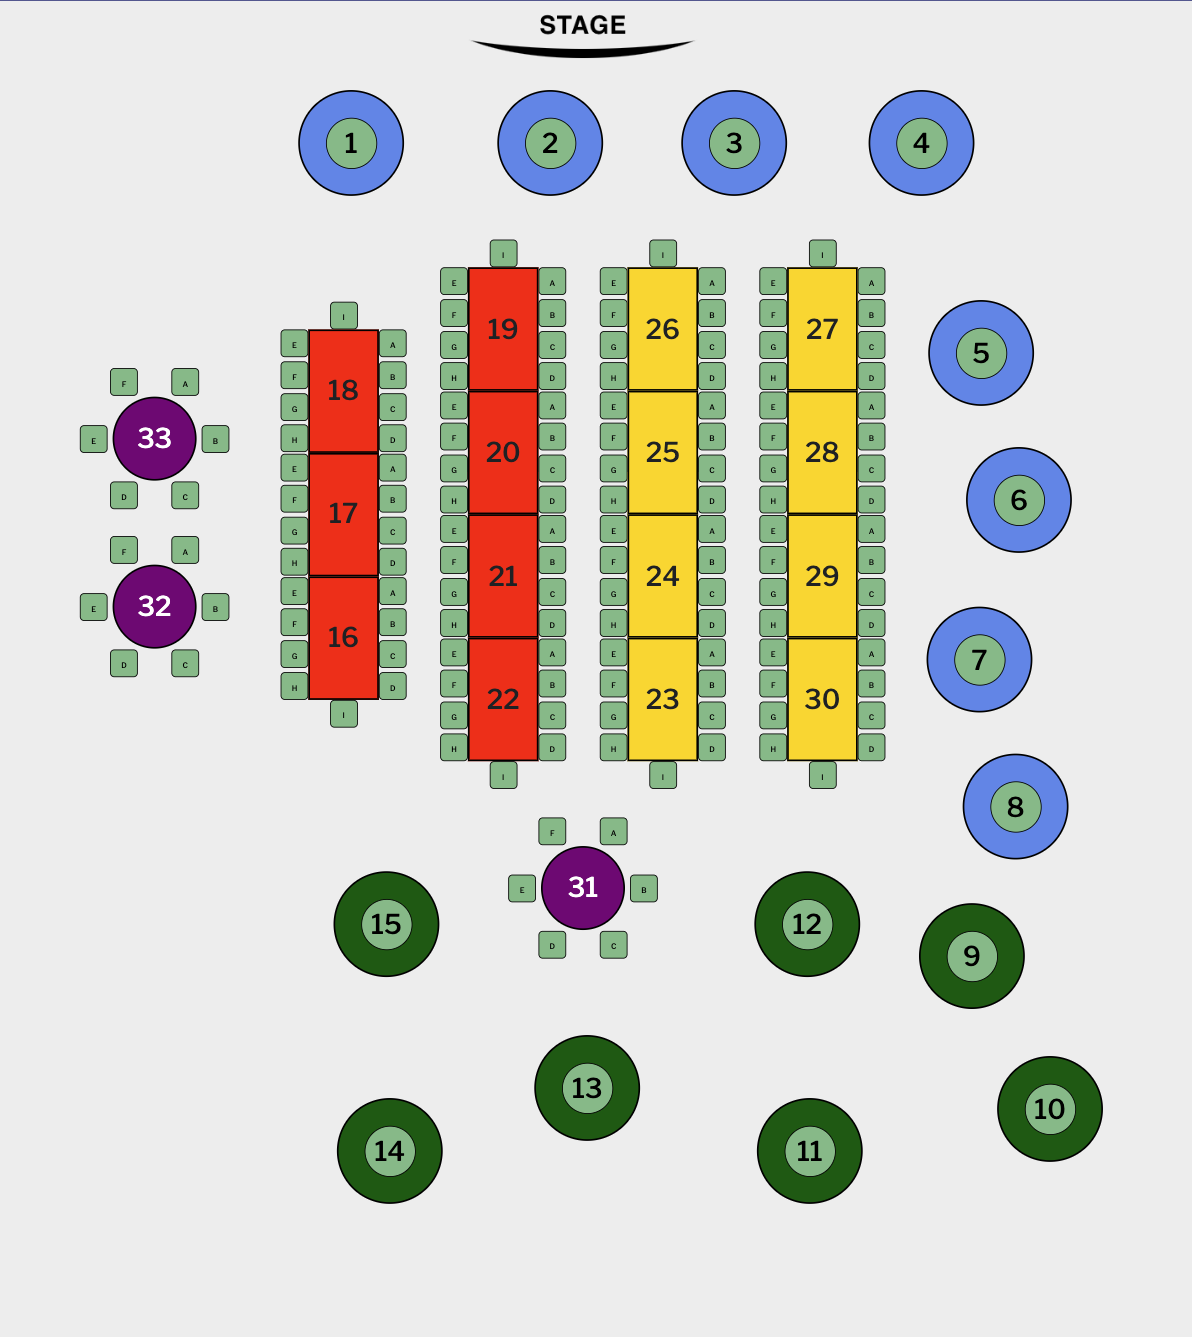 STAGE
1 2 3 4
I I I
E A E A E A
F 19 B F 26 B F 27 B
G C G C G C
H D H D H D
I
E A
F 18 B
G C
H D
5
F A
E 33 B
D C
E A E A E A
F 20 B F 25 B F 28 B
G C G C G C
H D H D H D
E A
F 17 B
G C
H D
6
F A
E 32 B
D C
E A E A E A
F 21 B F 24 B F 29 B
G C G C G C
H D H D H D
E A
F 16 B
G C
H D
I
7
E A E A E A
F 22 B F 23 B F 30 B
G C G C G C
H D H D H D
I I I
8
F A
E 31 B
D C
15 12 9
13
14 11 10